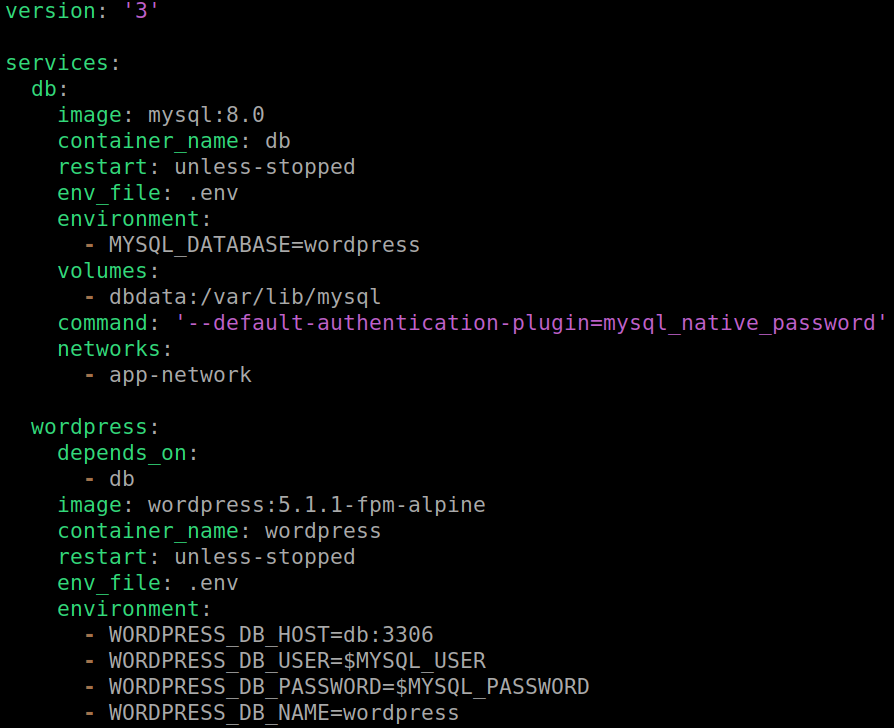 version: '3'

services:
  db:
    image: mysql:8.0
    container_name: db
    restart: unless-stopped
    env_file: .env
    environment:
      - MYSQL_DATABASE=wordpress
    volumes:
      - dbdata:/var/lib/mysql
    command: '--default-authentication-plugin=mysql_native_password'
    networks:
      - app-network

  wordpress:
    depends_on:
      - db
    image: wordpress:5.1.1-fpm-alpine
    container_name: wordpress
    restart: unless-stopped
    env_file: .env
    environment:
      - WORDPRESS_DB_HOST=db:3306
      - WORDPRESS_DB_USER=$MYSQL_USER
      - WORDPRESS_DB_PASSWORD=$MYSQL_PASSWORD
      - WORDPRESS_DB_NAME=wordpress